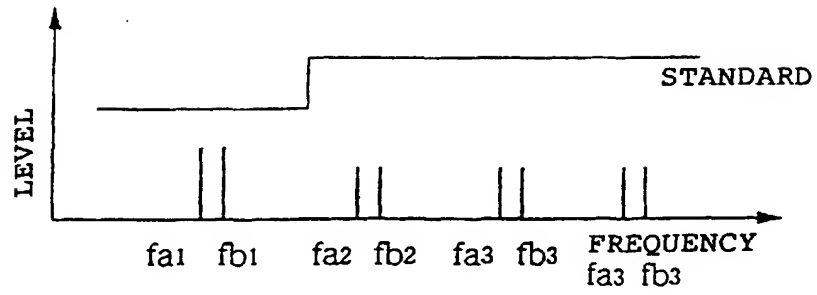 STANDARD
LEVEL
fa1 fb1 fa2 fb2 fa3 fb3 FREQUENCY
fa3 fb3